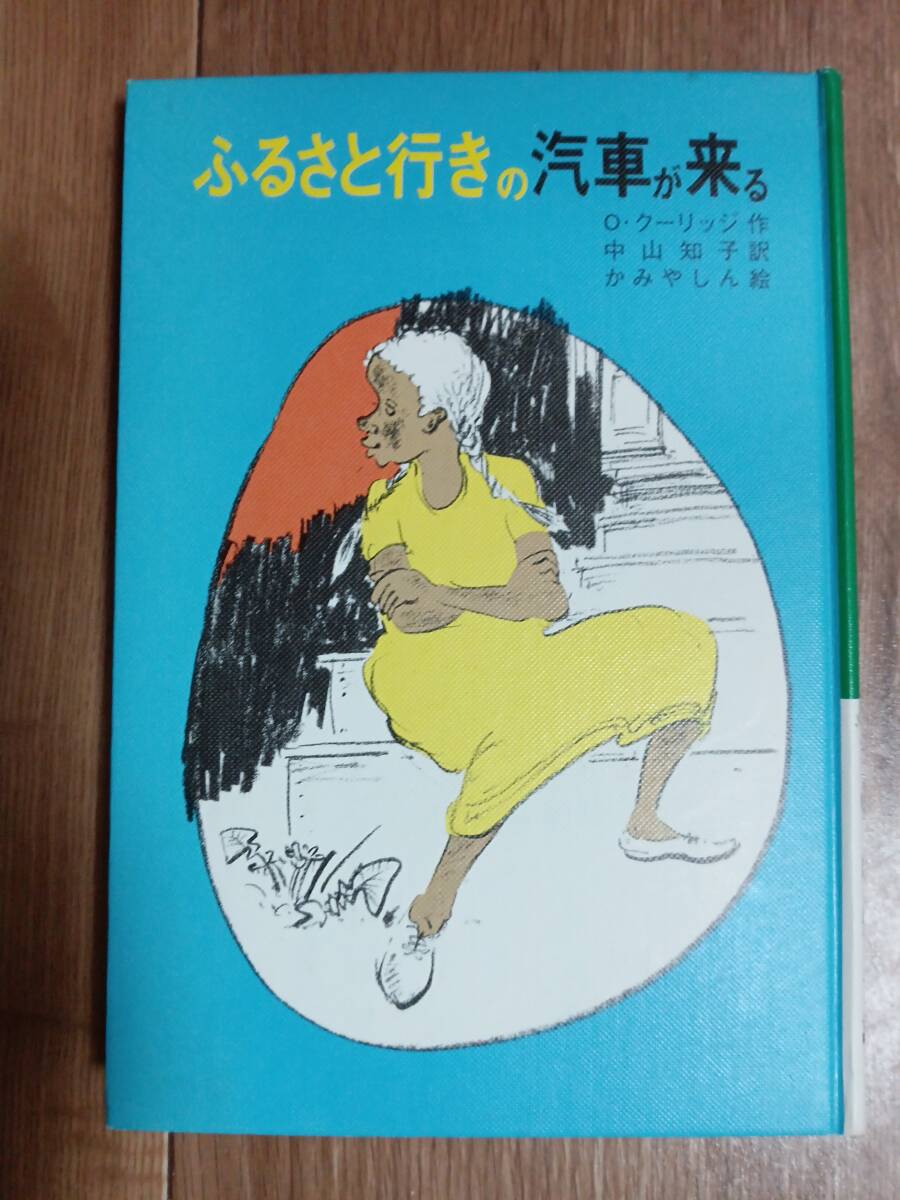 ふるさと行きの汽車が来る
O・クーリッジ 作
中山知子 訳
かみやしん 絵